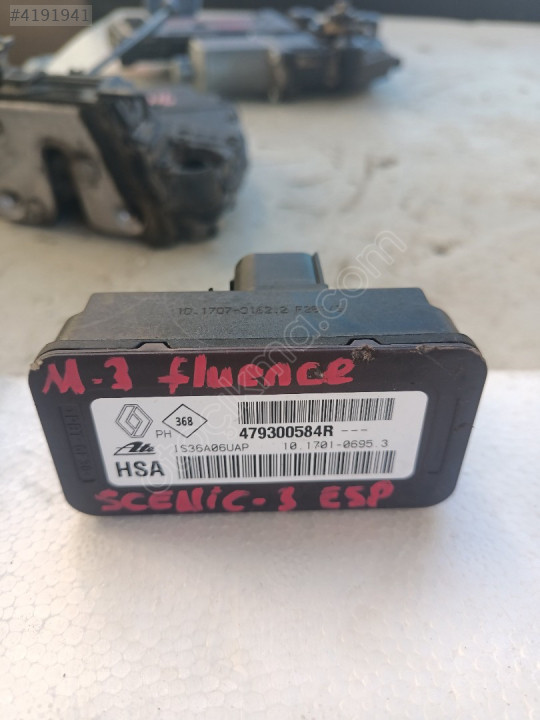 #4191941
10.1707-0162.2
M-3 fluence
368
PH
479300584R ---
Ate
1S36A06UAP 10.1701-0695.3
HSA
SCENiC-3 ESP